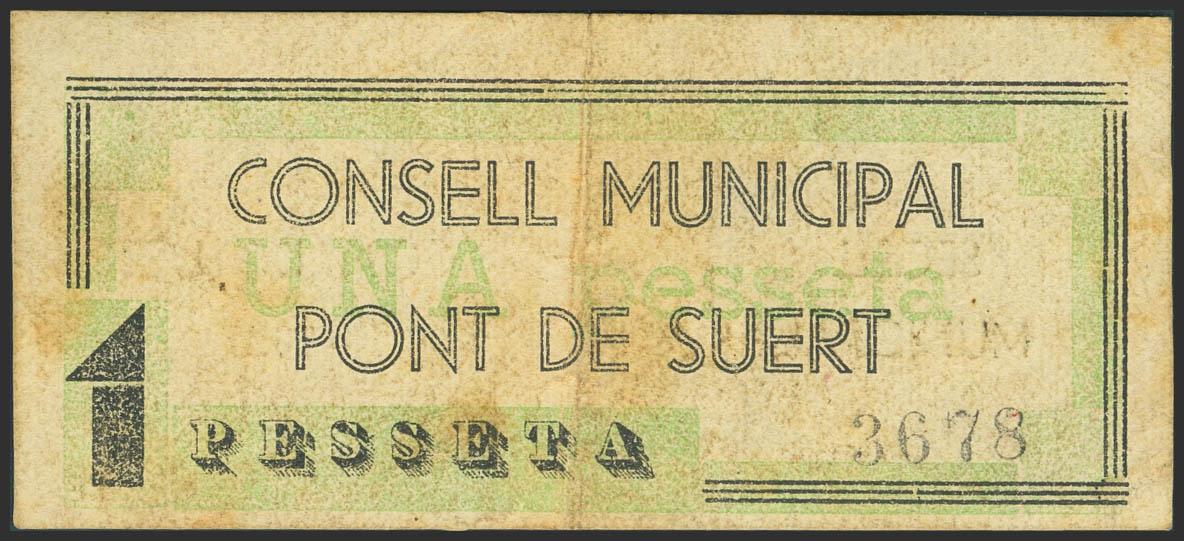 CONSELL MUNICIPAL
UNA pesseta
PONT DE SUERT
1 PESSETA
3678